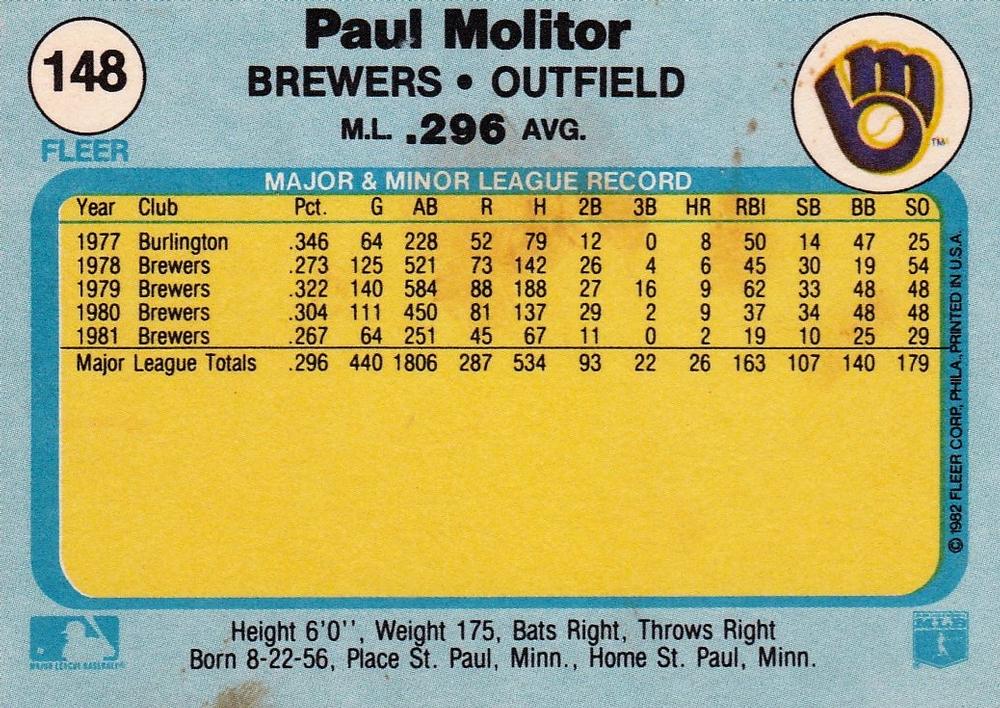 148
FLEER
Paul Molitor
BREWERS • OUTFIELD
M.L. .296 AVG.
TM
MAJOR & MINOR LEAGUE RECORD
Year Club Pct. G AB R H 2B 3B HR RBI SB BB SO
1977 Burlington .346 64 228 52 79 12 0 8 50 14 47 25
1978 Brewers .273 125 521 73 142 26 4 6 45 30 19 54
1979 Brewers .322 140 584 88 188 27 16 9 62 33 48 48
1980 Brewers .304 111 450 81 137 29 2 9 37 34 48 48
1981 Brewers .267 64 251 45 67 11 0 2 19 10 25 29
Major League Totals .296 440 1806 287 534 93 22 26 163 107 140 179
© 1982 FLEER CORP., PHILA., PRINTED IN U.S.A.
Height 6'0'', Weight 175, Bats Right, Throws Right
Born 8-22-56, Place St. Paul, Minn., Home St. Paul, Minn.
MAJOR LEAGUE BASEBALL
MLB